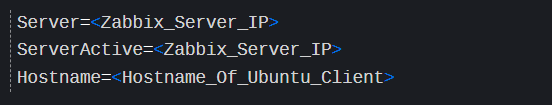 Server=<Zabbix_Server_IP>
ServerActive=<Zabbix_Server_IP>
Hostname=<Hostname_Of_Ubuntu_Client>